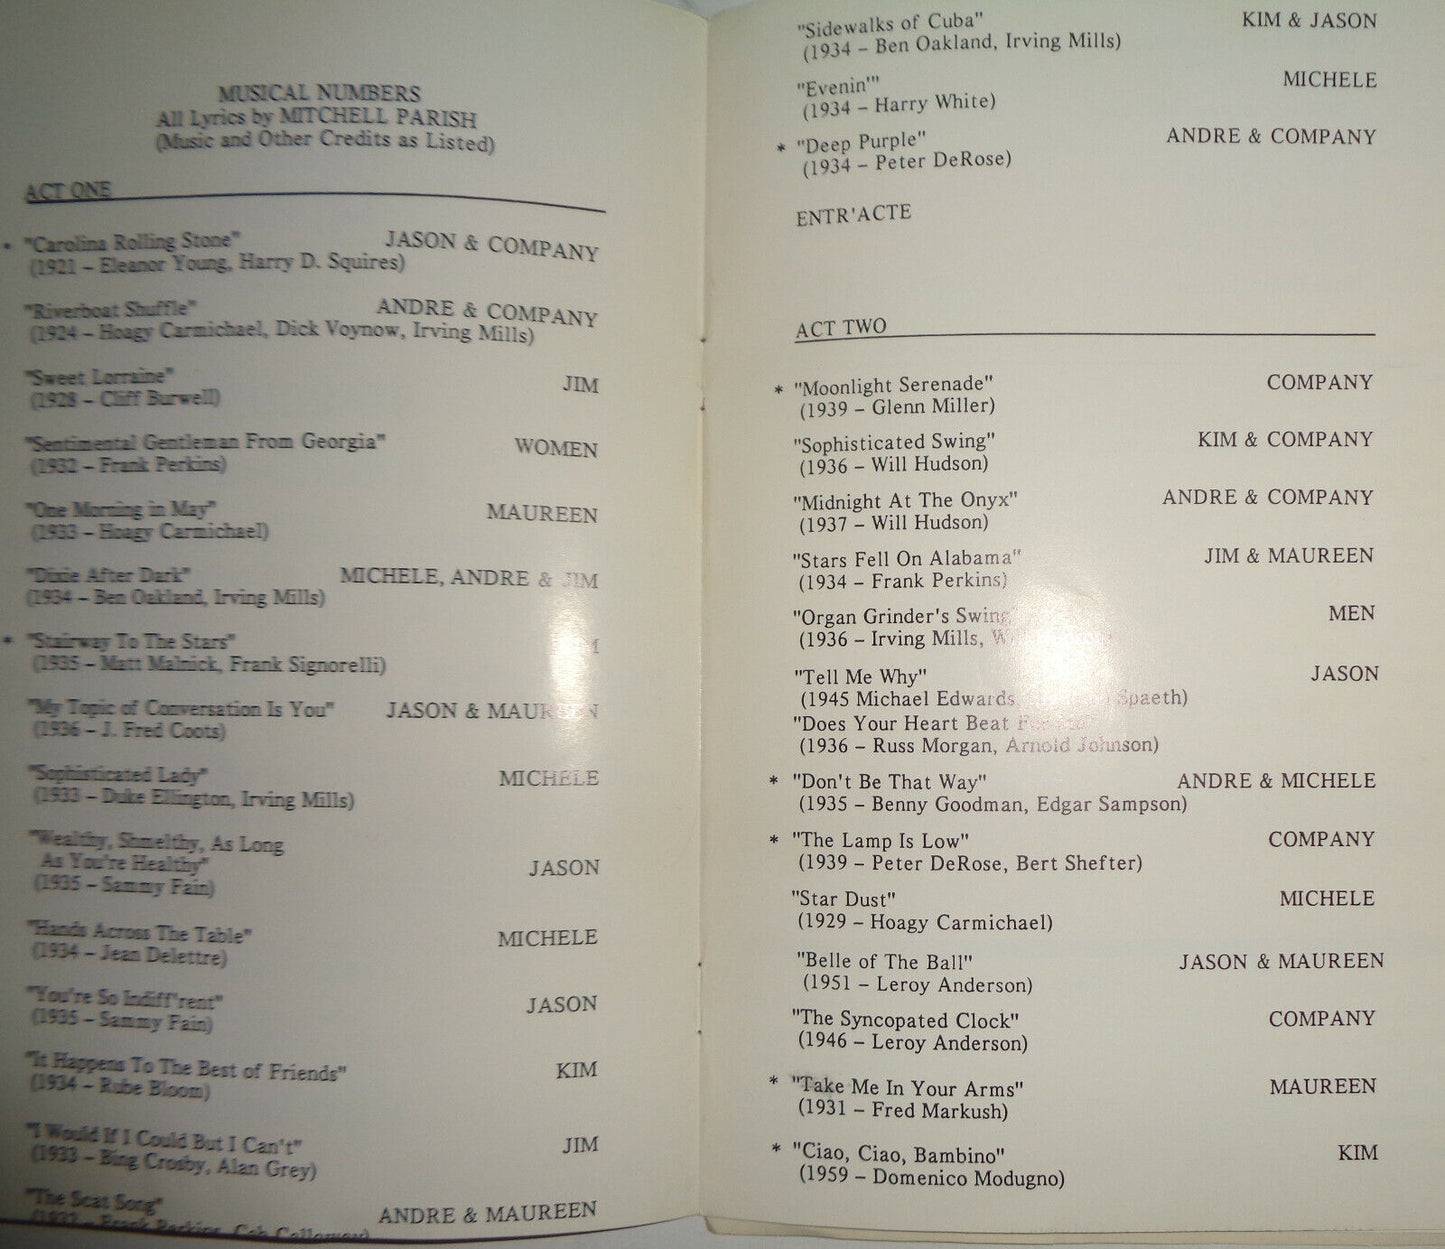 MUSICAL NUMBERS
All Lyrics by MITCHELL PARISH
(Music and Other Credits as Listed)
ACT ONE
* "Carolina Rolling Stone" JASON & COMPANY
(1921 – Eleanor Young, Harry D. Squires)
"Riverboat Shuffle" ANDRE & COMPANY
(1924 – Hoagy Carmichael, Dick Voynow, Irving Mills)
"Sweet Lorraine" JIM
(1928 – Cliff Burwell)
"Sentimental Gentleman From Georgia" WOMEN
(1932 – Frank Perkins)
"One Morning in May" MAUREEN
(1933 – Hoagy Carmichael)
"Dixie After Dark" MICHELE, ANDRE & JIM
(1934 – Ben Oakland, Irving Mills)
* "Stairway To The Stars"
(1935 – Matt Malnick, Frank Signorelli)
"My Topic of Conversation Is You" JASON & MAUREEN
(1936 – J. Fred Coots)
"Sophisticated Lady" MICHELE
(1933 – Duke Ellington, Irving Mills)
"Wealthy, Shmelthy, As Long
As You're Healthy" JASON
(1935 – Sammy Fain)
"Hands Across The Table" MICHELE
(1934 – Jean Delettre)
"You're So Indiff'rent" JASON
(1935 – Sammy Fain)
"It Happens To The Best of Friends" KIM
(1934 – Rube Bloom)
"I Would If I Could But I Can't" JIM
(1933 – Bing Crosby, Alan Grey)
"The Scat Song" ANDRE & MAUREEN
(1932 – Frank Perkins, Cab Calloway)
"Sidewalks of Cuba" KIM & JASON
(1934 – Ben Oakland, Irving Mills)
"Evenin'" MICHELE
(1934 – Harry White)
* "Deep Purple" ANDRE & COMPANY
(1934 – Peter DeRose)
ENTR'ACTE
ACT TWO
* "Moonlight Serenade" COMPANY
(1939 – Glenn Miller)
"Sophisticated Swing" KIM & COMPANY
(1936 – Will Hudson)
"Midnight At The Onyx" ANDRE & COMPANY
(1937 – Will Hudson)
"Stars Fell On Alabama" JIM & MAUREEN
(1934 – Frank Perkins)
"Organ Grinder's Swing MEN
(1936 – Irving Mills,
"Tell Me Why" JASON
(1945 Michael Edwards, Spaeth)
"Does Your Heart Beat For
(1936 – Russ Morgan, Arnold Johnson)
* "Don't Be That Way" ANDRE & MICHELE
(1935 – Benny Goodman, Edgar Sampson)
* "The Lamp Is Low" COMPANY
(1939 – Peter DeRose, Bert Shefter)
"Star Dust" MICHELE
(1929 – Hoagy Carmichael)
"Belle of The Ball" JASON & MAUREEN
(1951 – Leroy Anderson)
"The Syncopated Clock" COMPANY
(1946 – Leroy Anderson)
* "Take Me In Your Arms" MAUREEN
(1931 – Fred Markush)
* "Ciao, Ciao, Bambino" KIM
(1959 – Domenico Modugno)